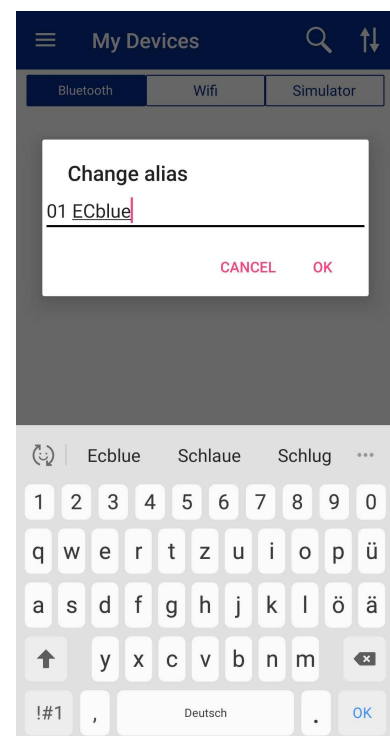 My Devices
Bluetooth Wifi Simulator
Change alias
01 ECblue
CANCEL OK
Ecblue Schlaue Schlug
1 2 3 4 5 6 7 8 9 0
q w e r t z u i o p ü
a s d f g h j k l ö ä
y x c v b n m
!#1 , Deutsch . OK